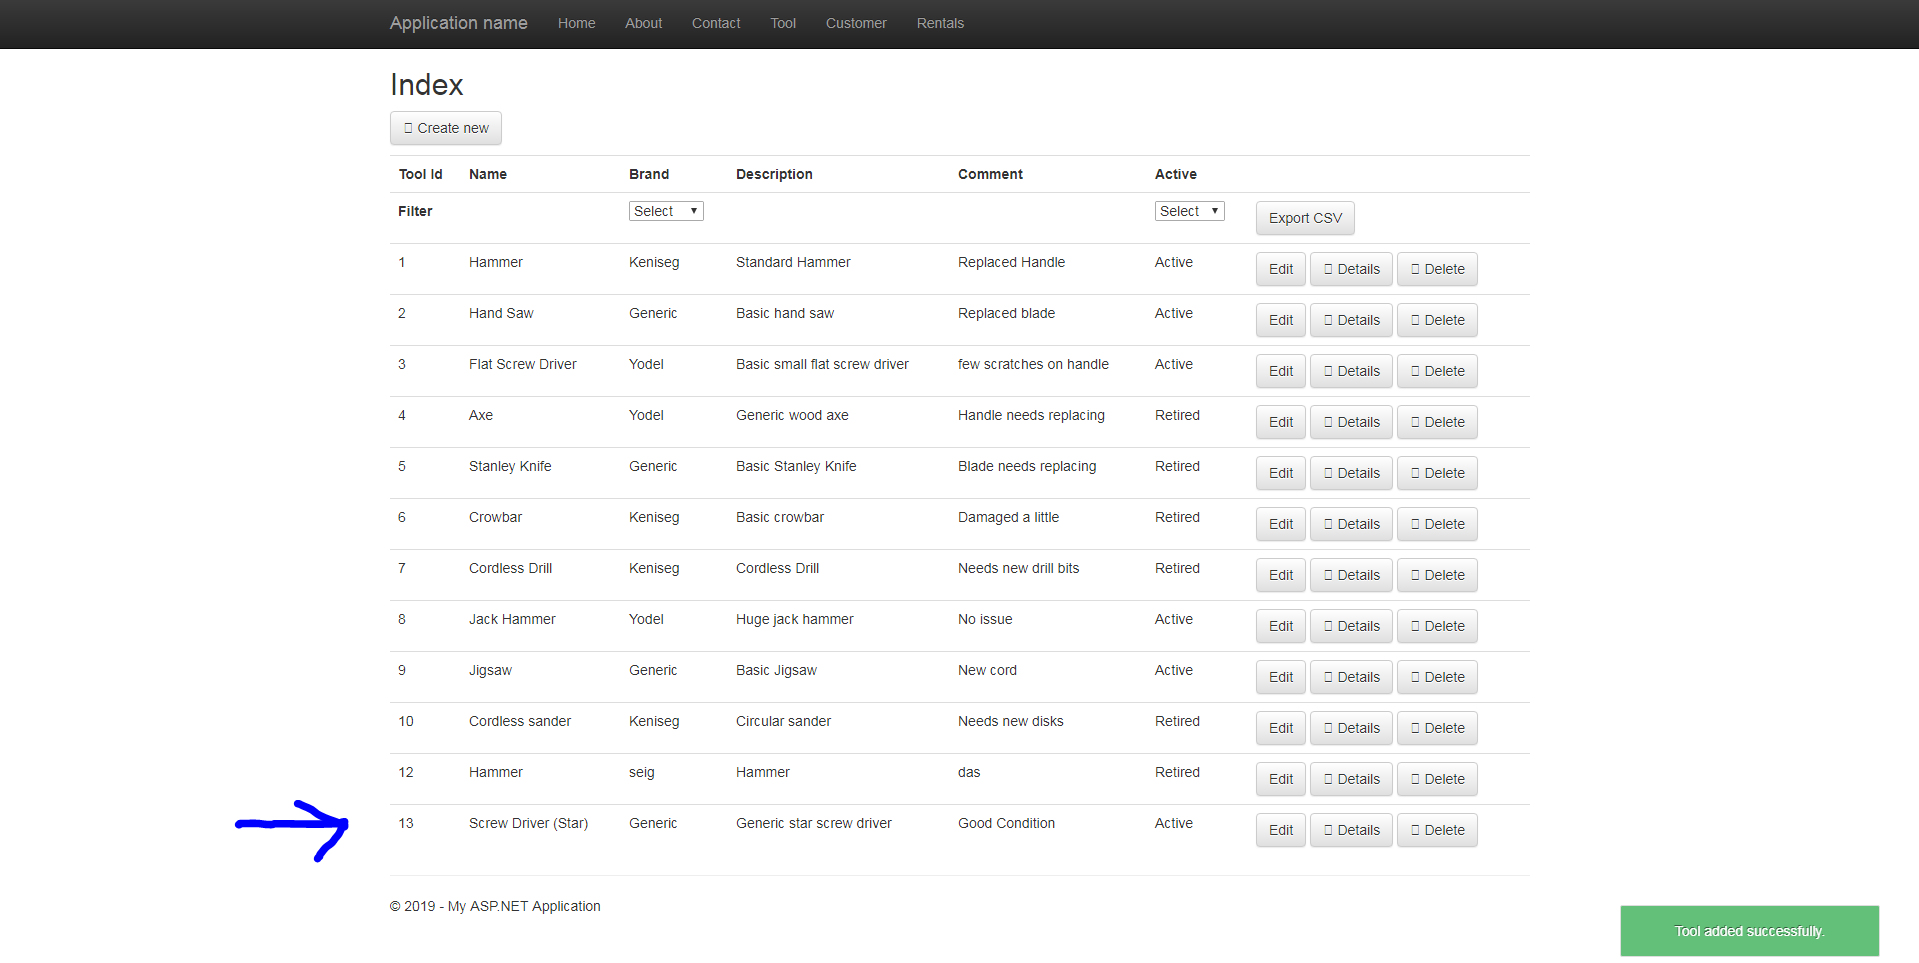 Application name Home About Contact Tool Customer Rentals
Index
Create new
Tool Id Name Brand Description Comment Active
Filter Select Select Export CSV
1 Hammer Keniseg Standard Hammer Replaced Handle Active Edit Details Delete
2 Hand Saw Generic Basic hand saw Replaced blade Active Edit Details Delete
3 Flat Screw Driver Yodel Basic small flat screw driver few scratches on handle Active Edit Details Delete
4 Axe Yodel Generic wood axe Handle needs replacing Retired Edit Details Delete
5 Stanley Knife Generic Basic Stanley Knife Blade needs replacing Retired Edit Details Delete
6 Crowbar Keniseg Basic crowbar Damaged a little Retired Edit Details Delete
7 Cordless Drill Keniseg Cordless Drill Needs new drill bits Retired Edit Details Delete
8 Jack Hammer Yodel Huge jack hammer No issue Active Edit Details Delete
9 Jigsaw Generic Basic Jigsaw New cord Active Edit Details Delete
10 Cordless sander Keniseg Circular sander Needs new disks Retired Edit Details Delete
12 Hammer seig Hammer das Retired Edit Details Delete
13 Screw Driver (Star) Generic Generic star screw driver Good Condition Active Edit Details Delete
© 2019 - My ASP.NET Application
Tool added successfully.